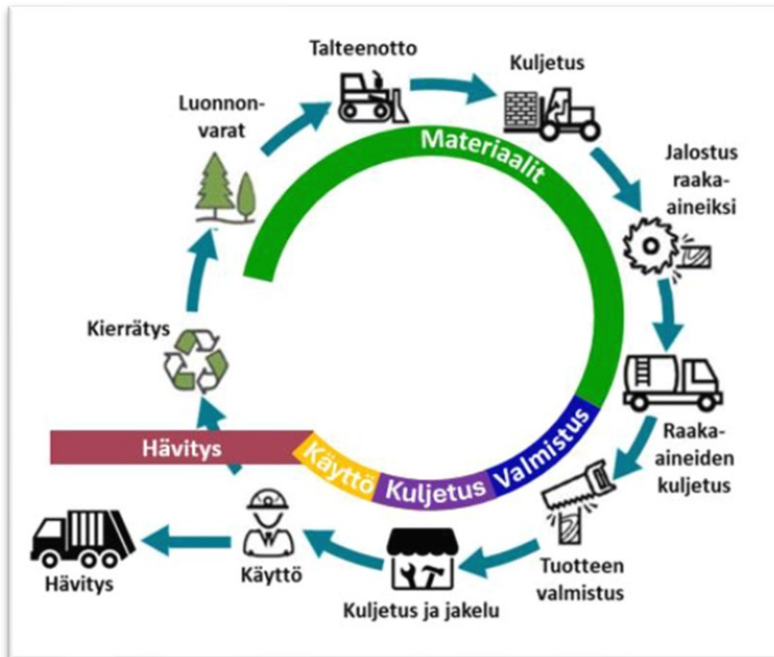 Talteenotto
Kuljetus
Luonnon-
varat
Materiaalit
Jalostus
raaka-
aineiksi
Kierrätys
Hävitys
Käyttö
Kuljetus
Valmistus
Raaka-
aineiden
kuljetus
Hävitys
Käyttö
Kuljetus ja jakelu
Tuotteen
valmistus